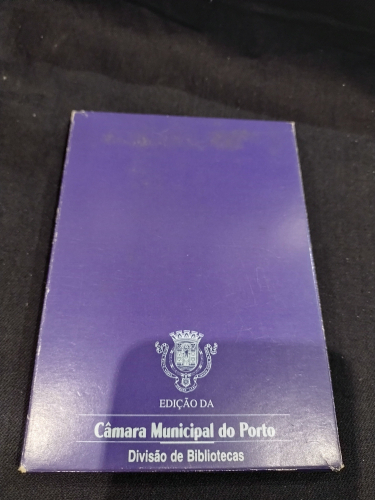 EDIÇÃO DA
Câmara Municipal do Porto
Divisão de Bibliotecas